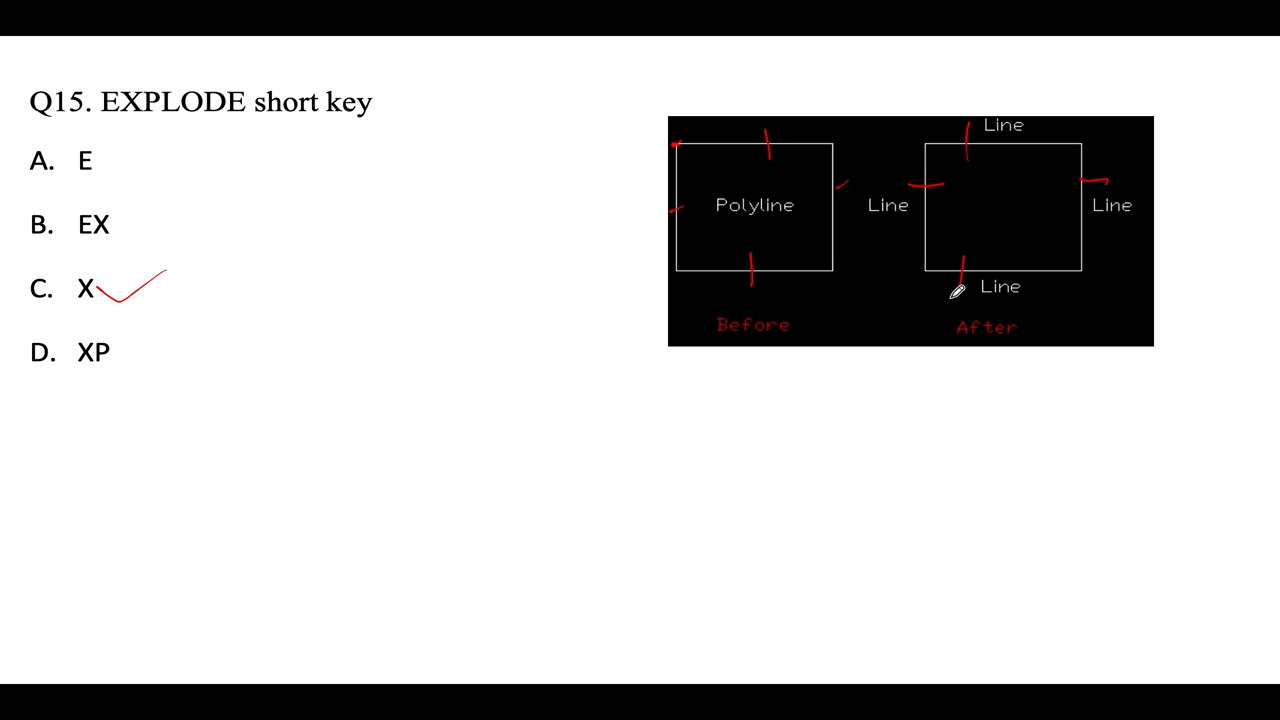 Q15. EXPLODE short key
A. E
B. EX
C. X
D. XP
Line
Polyline
Line
Line
Line
Before
After